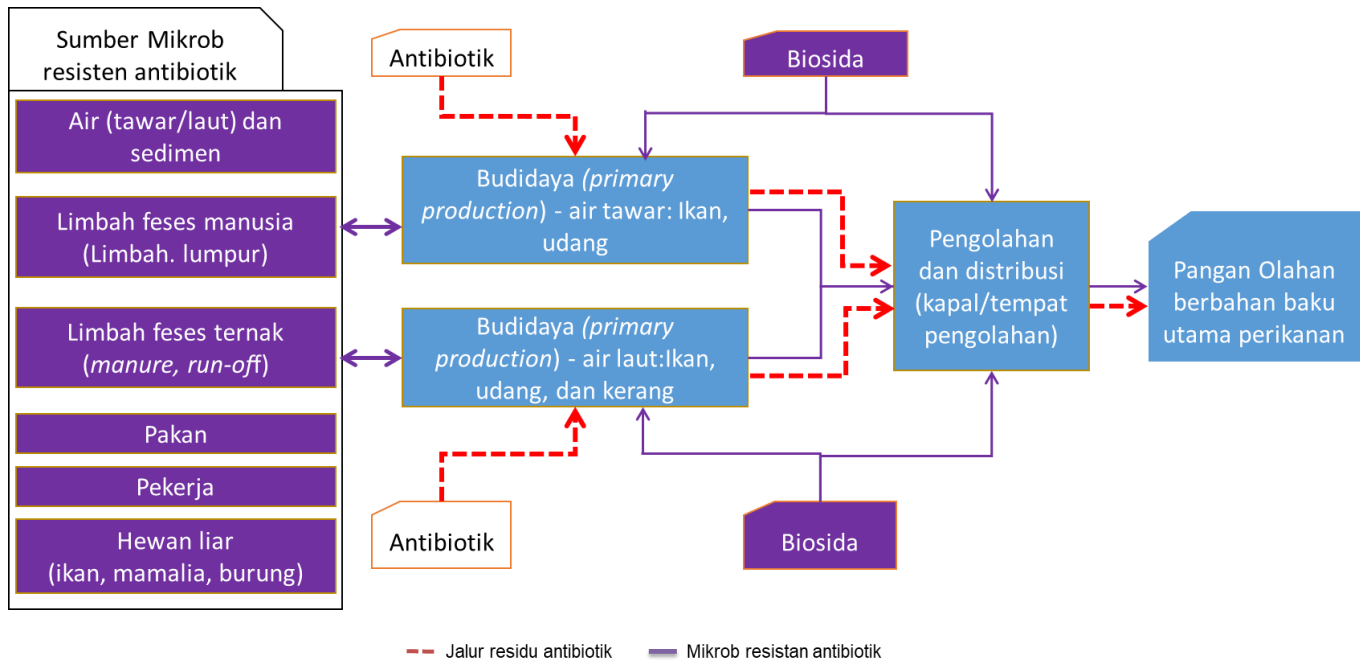 Sumber Mikrob
resisten antibiotik
Air (tawar/laut) dan
sedimen
Limbah feses manusia
(Limbah. lumpur)
Limbah feses ternak
(manure, run-off)
Pakan
Pekerja
Hewan liar
(ikan, mamalia, burung)
Antibiotik
Biosida
Budidaya (primary
production) - air tawar: Ikan,
udang
Budidaya (primary
production) - air laut:Ikan,
udang, dan kerang
Antibiotik
Biosida
Pengolahan
dan distribusi
(kapal/tempat
pengolahan)
Pangan Olahan
berbahan baku
utama perikanan
Jalur residu antibiotik
Mikrob resistan antibiotik